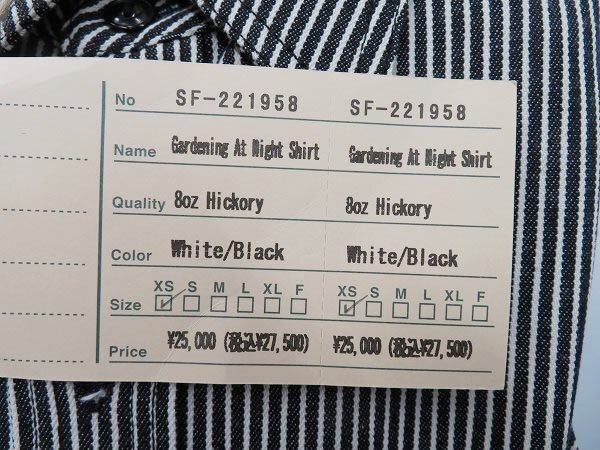 No SF-221958 SF-221958
Name Gardening At Night Shirt Gardening At Night Shirt
Quality 8oz Hickory 8oz Hickory
Color White/Black White/Black
XS S M L XL F XS S M L XL F
Size
Price ¥25,000 (税込¥27,500) ¥25,000 (税込¥27,500)